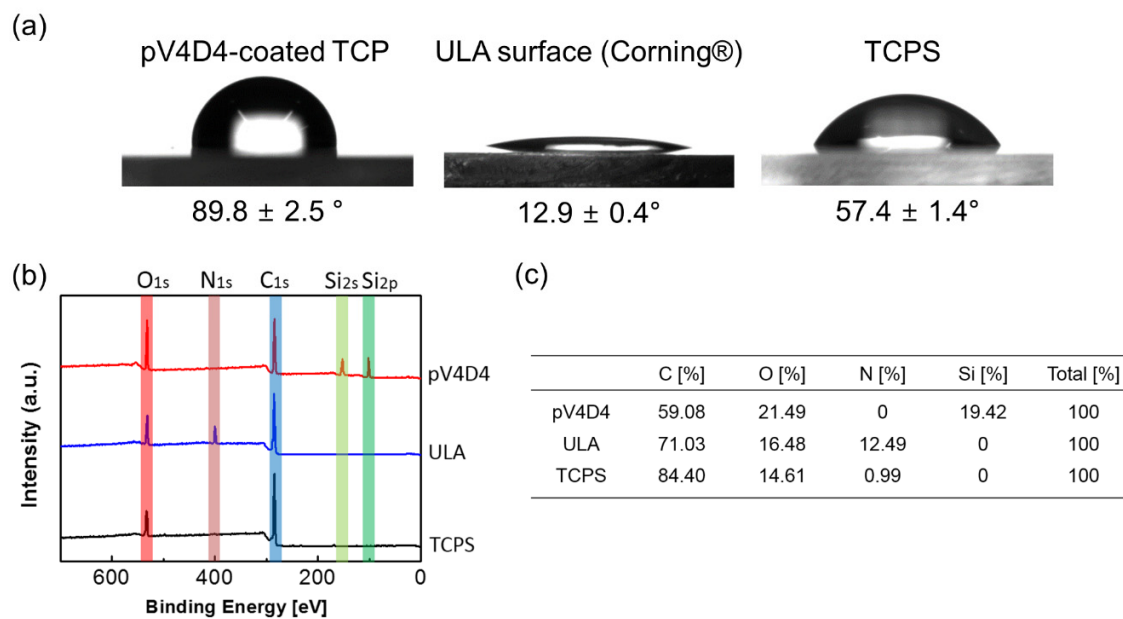 (a)
pV4D4-coated TCP ULA surface (Corning®) TCPS
89.8 ± 2.5 ° 12.9 ± 0.4° 57.4 ± 1.4°
(b)
O1s N1s C1s Si2s Si2p
pV4D4
ULA
TCPS
Intensity (a.u.)
600 400 200 0
Binding Energy [eV]
(c)
C [%] O [%] N [%] Si [%] Total [%]
pV4D4 59.08 21.49 0 19.42 100
ULA 71.03 16.48 12.49 0 100
TCPS 84.40 14.61 0.99 0 100